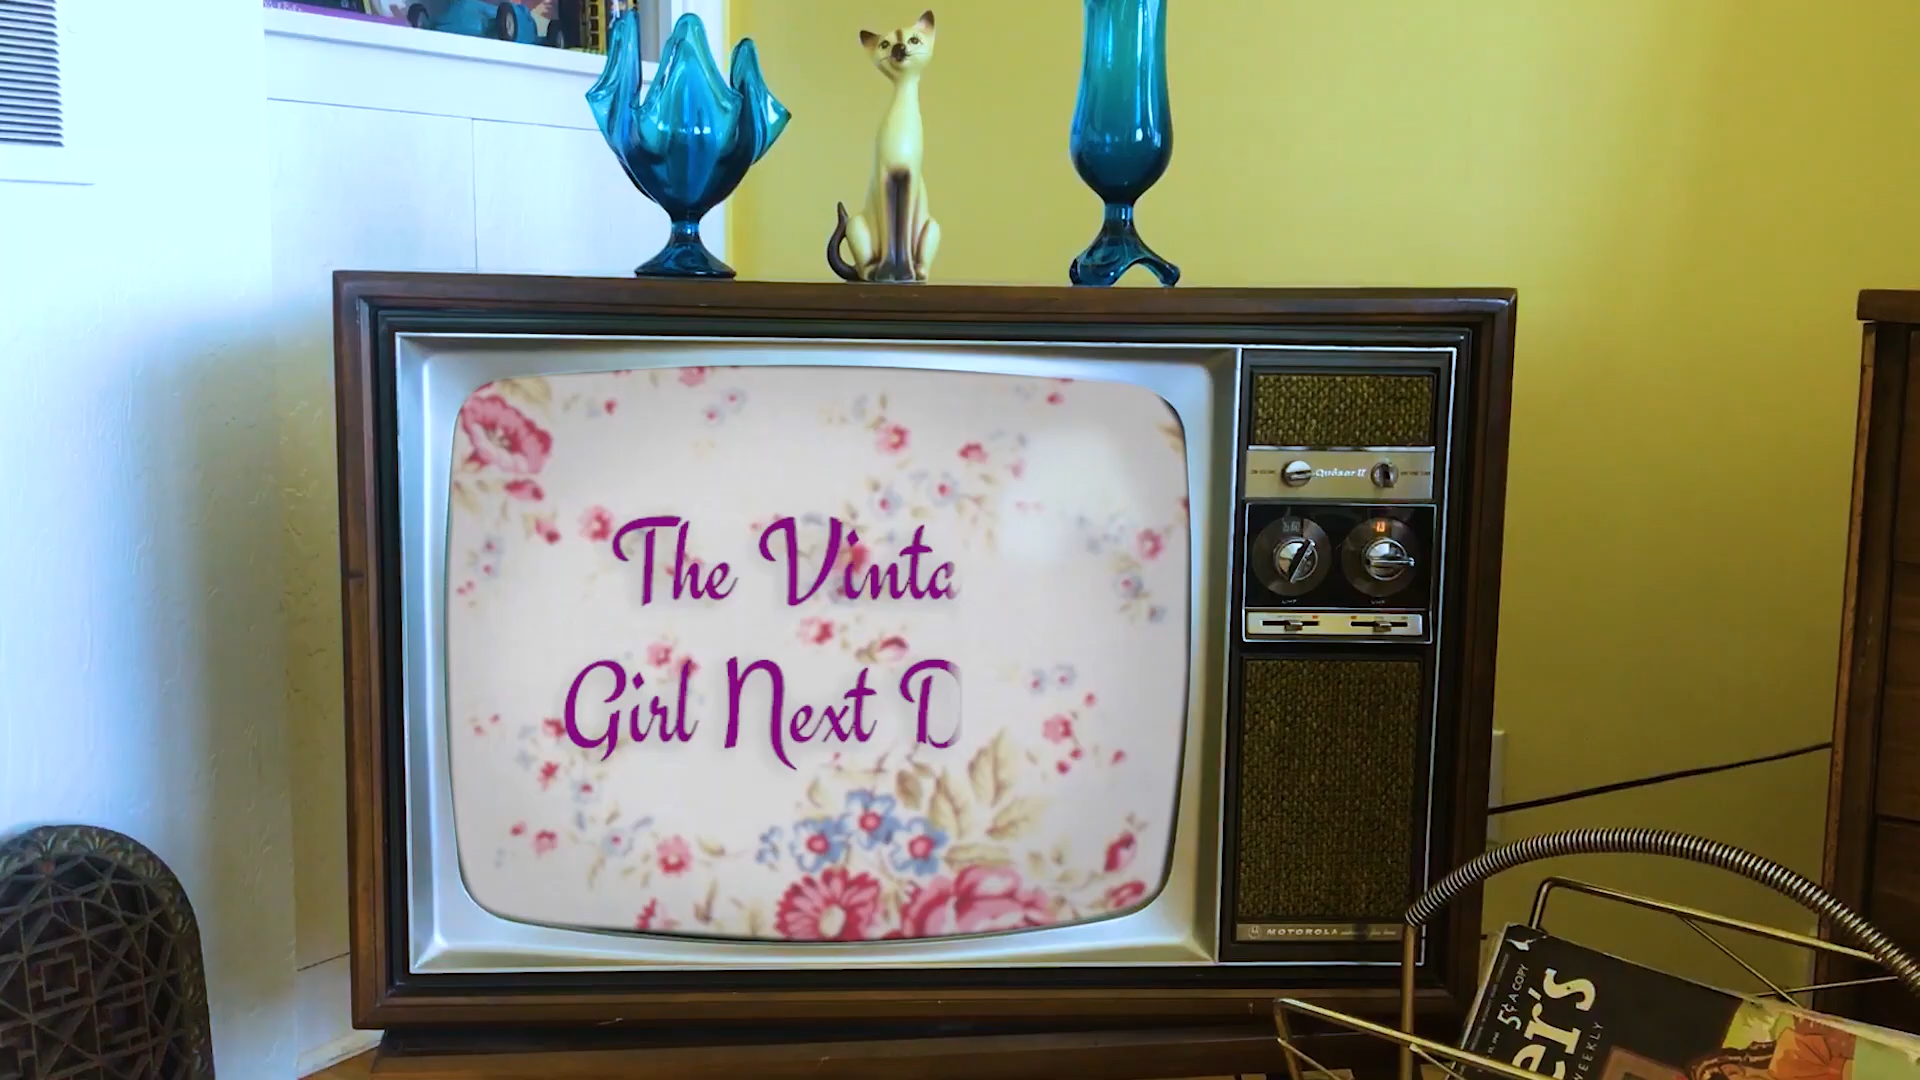 The Vinta
Girl Next D
Quasar II
MOTOROLA
5¢ A COPY
er's
WEEKLY